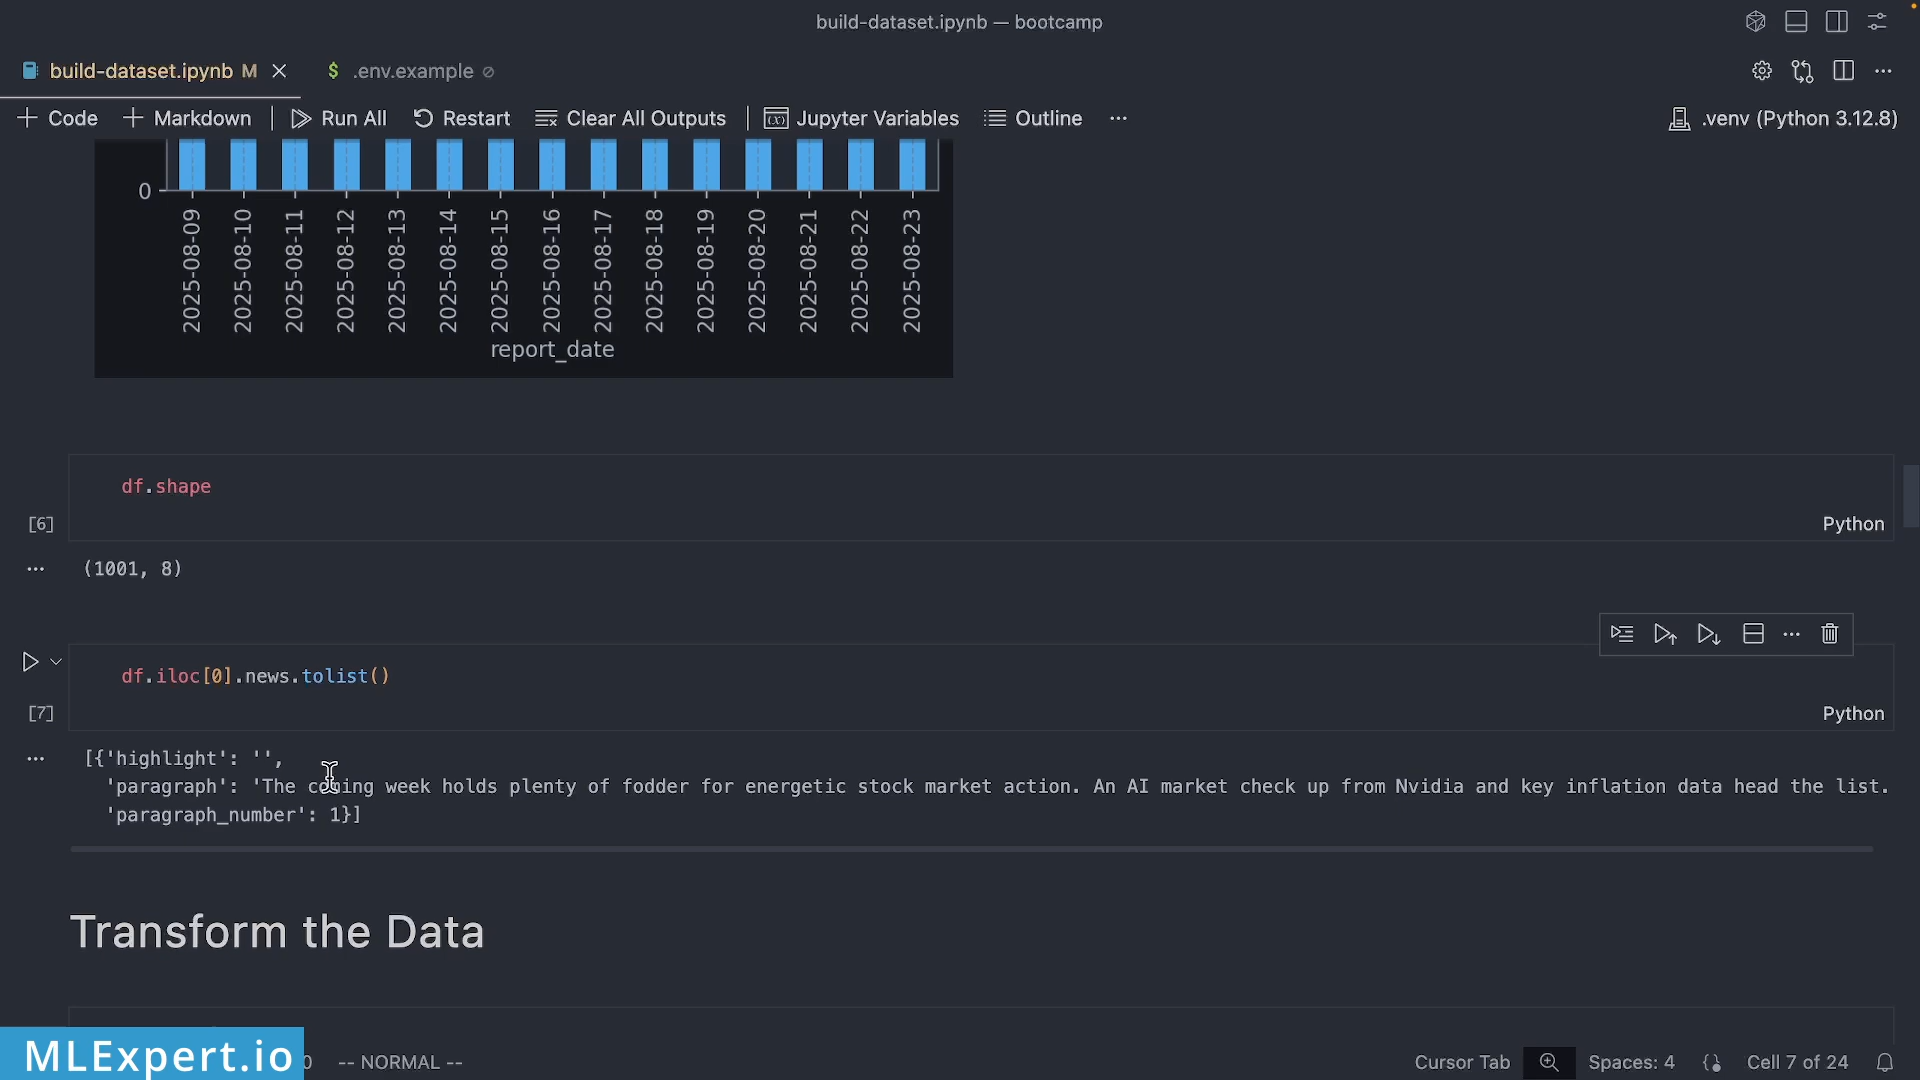 build-dataset.ipynb — bootcamp
build-dataset.ipynb M
$ .env.example
Code Markdown Run All Restart Clear All Outputs Jupyter Variables Outline ... .venv (Python 3.12.8)
0
2025-08-09 2025-08-10 2025-08-11 2025-08-12 2025-08-13 2025-08-14 2025-08-15 2025-08-16 2025-08-17 2025-08-18 2025-08-19 2025-08-20 2025-08-21 2025-08-22 2025-08-23
report_date
df.shape
[6] Python
(1001, 8)
df.iloc[0].news.tolist()
[7] Python
[{'highlight': '',
'paragraph': 'The coming week holds plenty of fodder for energetic stock market action. An AI market check up from Nvidia and key inflation data head the list.
'paragraph_number': 1}]
Transform the Data
MLExpert.io
-- NORMAL --
Cursor Tab Spaces: 4 Cell 7 of 24